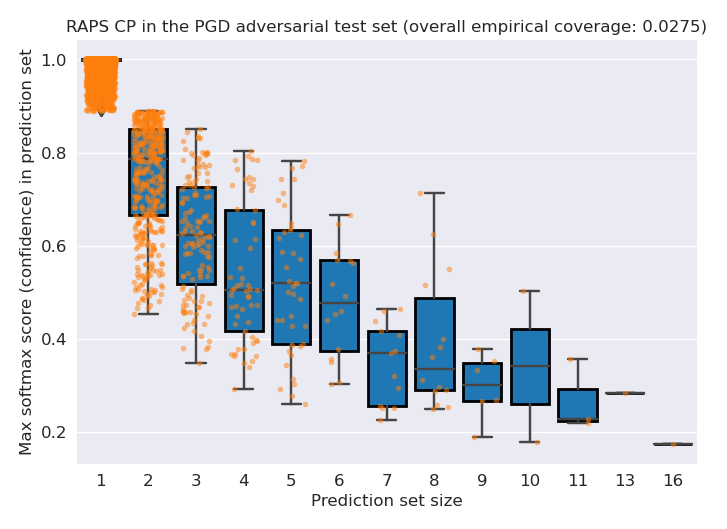 RAPS CP in the PGD adversarial test set (overall empirical coverage: 0.0275)
Max softmax score (confidence) in prediction set
1.0
0.8
0.6
0.4
0.2
1 2 3 4 5 6 7 8 9 10 11 13 16
Prediction set size